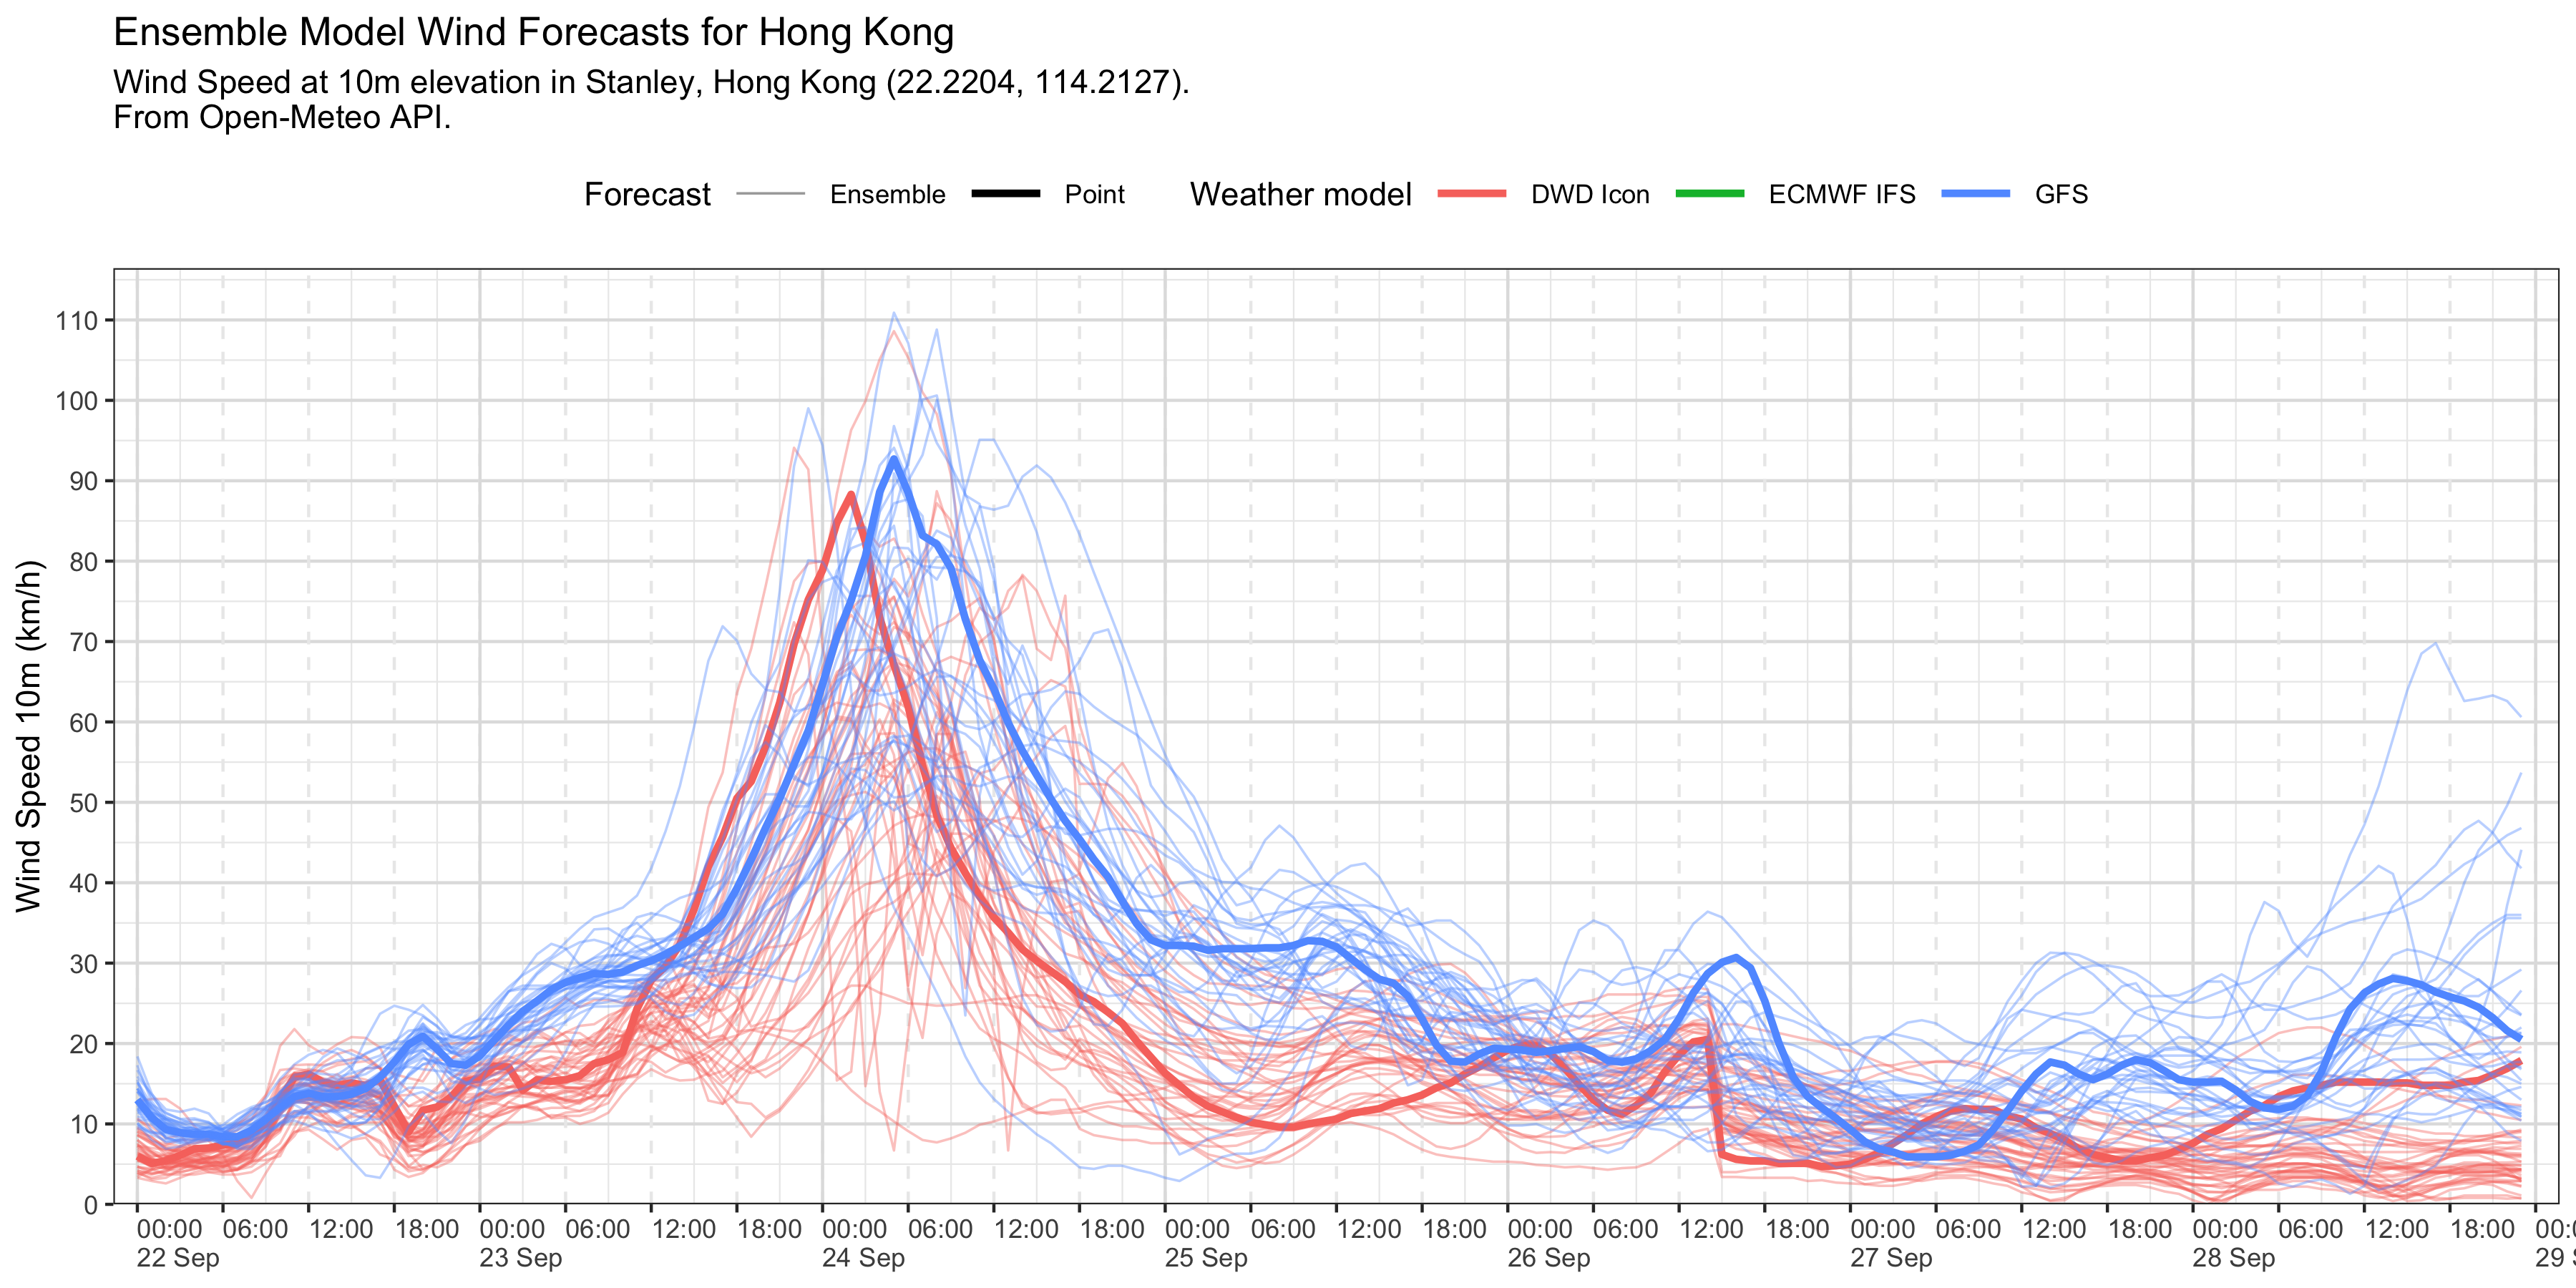 Ensemble Model Wind Forecasts for Hong Kong
Wind Speed at 10m elevation in Stanley, Hong Kong (22.2204, 114.2127).
From Open-Meteo API.
Forecast Ensemble Point Weather model DWD Icon ECMWF IFS GFS
Wind Speed 10m (km/h)
110
100
90
80
70
60
50
40
30
20
10
0
00:00 06:00 12:00 18:00 00:00 06:00 12:00 18:00 00:00 06:00 12:00 18:00 00:00 06:00 12:00 18:00 00:00 06:00 12:00 18:00 00:00 06:00 12:00 18:00 00:00 06:00 12:00 18:00
22 Sep 23 Sep 24 Sep 25 Sep 26 Sep 27 Sep 28 Sep 29